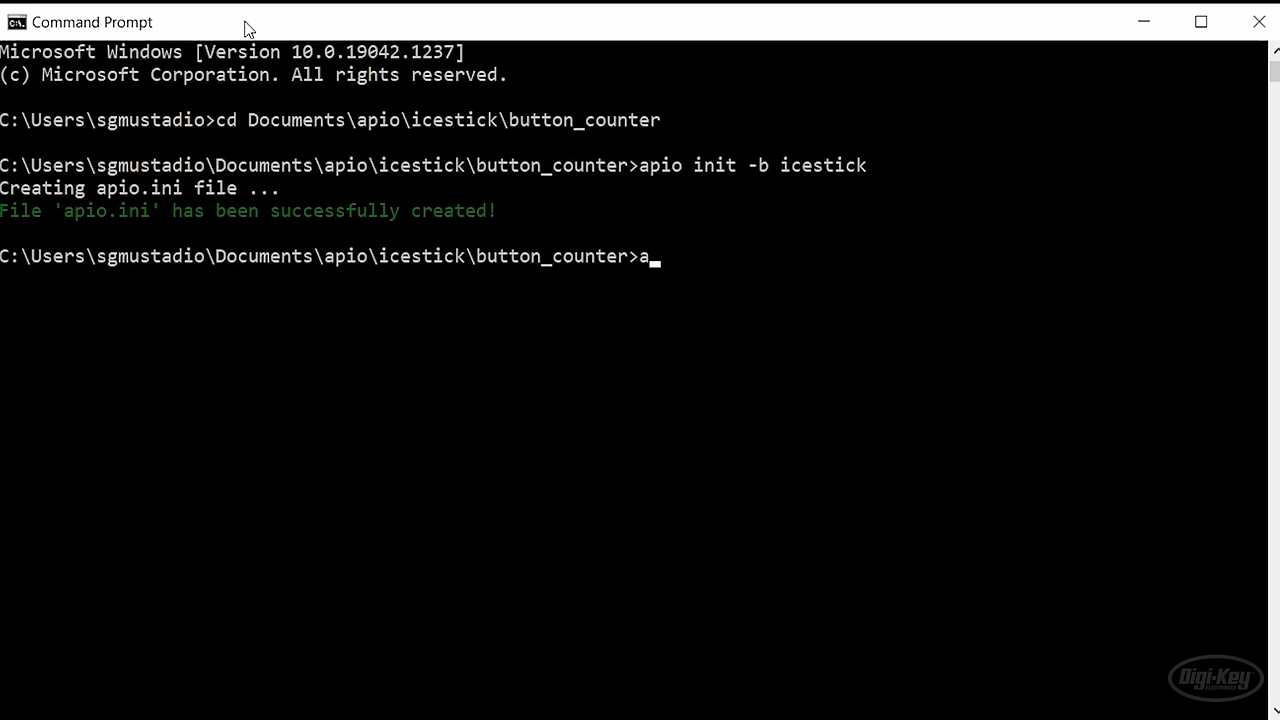 Command Prompt
Microsoft Windows [Version 10.0.19042.1237]
(c) Microsoft Corporation. All rights reserved.
C:\Users\sgmustadio>cd Documents\apio\icestick\button_counter
C:\Users\sgmustadio\Documents\apio\icestick\button_counter>apio init -b icestick
Creating apio.ini file ...
File 'apio.ini' has been successfully created!
C:\Users\sgmustadio\Documents\apio\icestick\button_counter>a
Digi-Key
ELECTRONICS